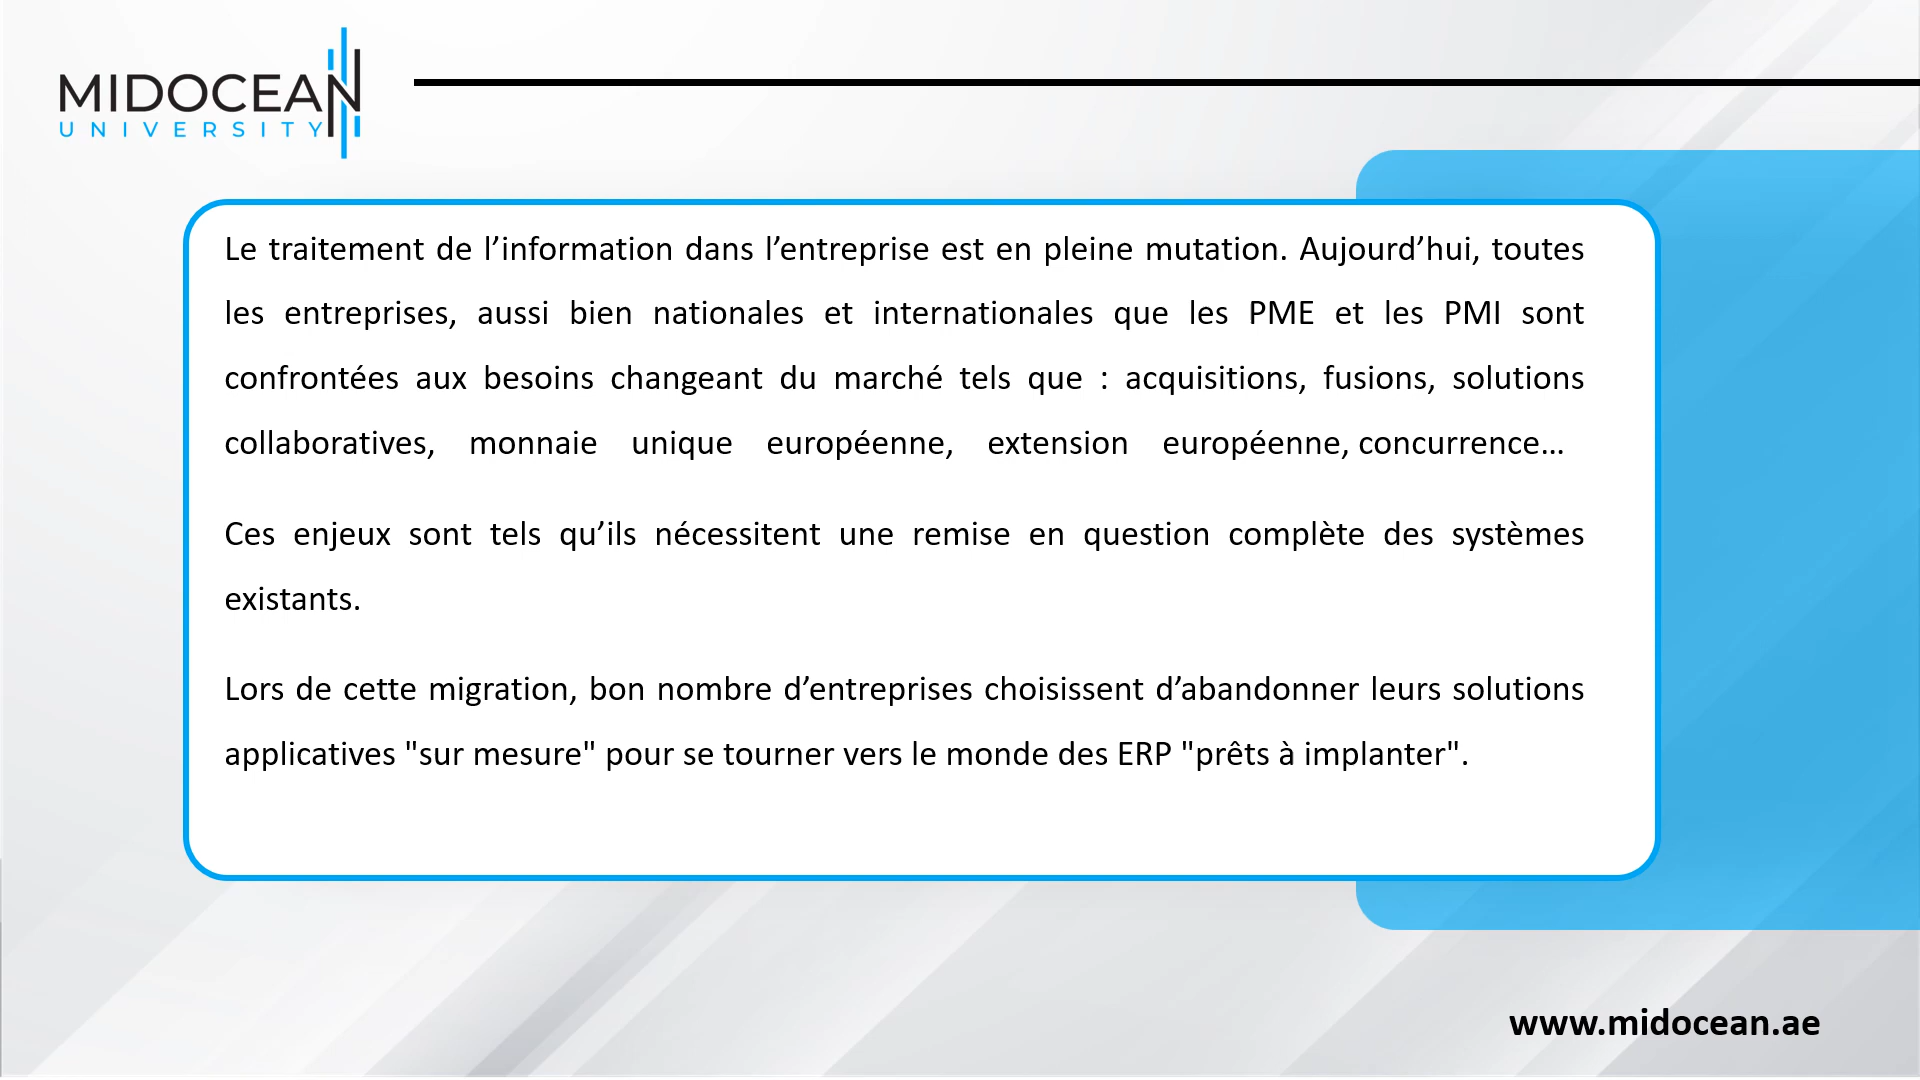 MIDOCEAN
UNIVERSITY
Le traitement de l’information dans l’entreprise est en pleine mutation. Aujourd’hui, toutes
les entreprises, aussi bien nationales et internationales que les PME et les PMI sont
confrontées aux besoins changeant du marché tels que : acquisitions, fusions, solutions
collaboratives, monnaie unique européenne, extension européenne, concurrence…
Ces enjeux sont tels qu’ils nécessitent une remise en question complète des systèmes
existants.
Lors de cette migration, bon nombre d’entreprises choisissent d’abandonner leurs solutions
applicatives "sur mesure" pour se tourner vers le monde des ERP "prêts à implanter".
www.midocean.ae